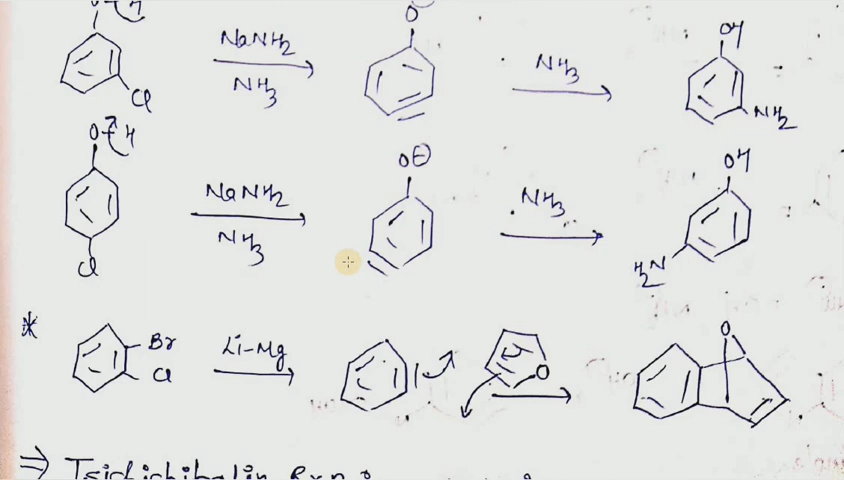 O H
NaNH2
NH3
O
NH3
OH
Cl
NH2
O H
NaNH2
NH3
O⊖
NH3
OH
Cl
H2N
* Br
Cl
Li-Mg
O
O
⇒